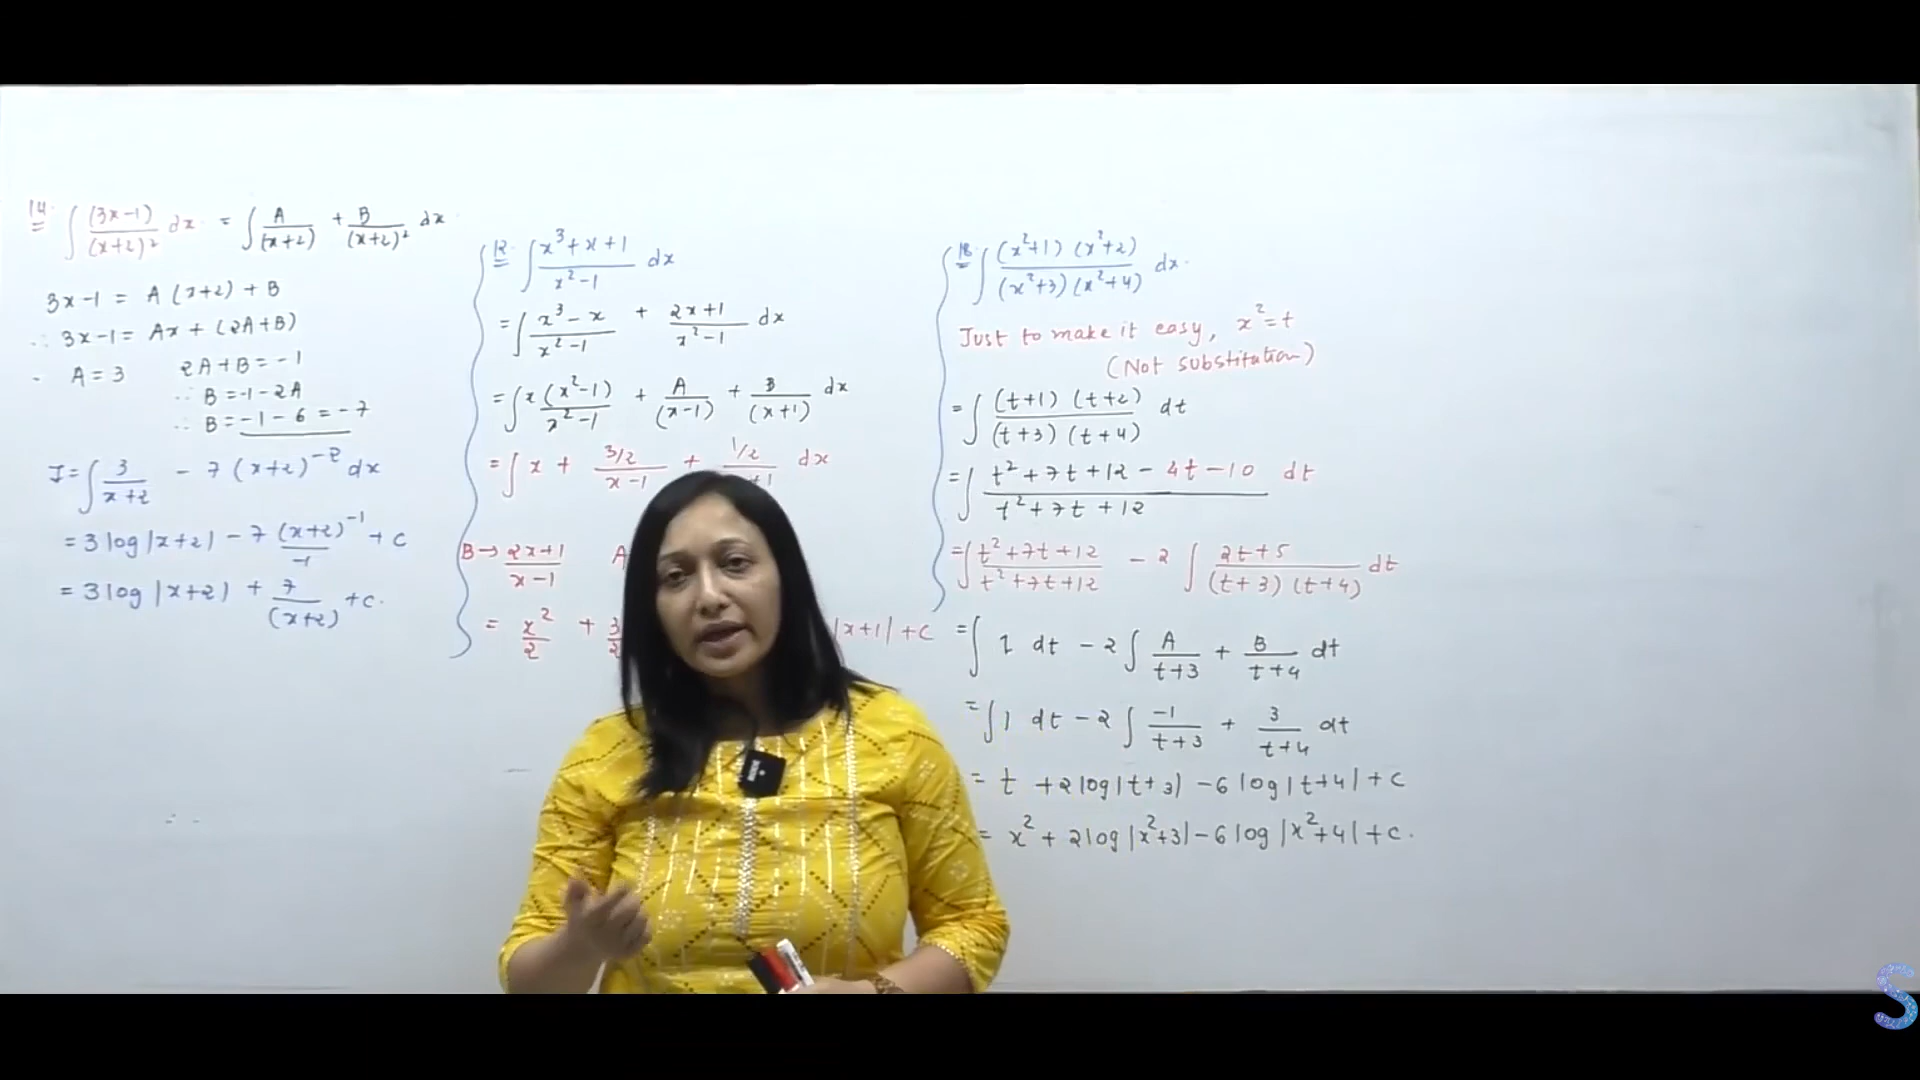 14. ∫ (3x-1)/(x+2)² dx = ∫ A/(x+2) + B/(x+2)² dx
3x-1 = A(x+2) + B
∴ 3x-1 = Ax + (2A+B)
A = 3 2A+B = -1
∴ B = -1-2A
∴ B = -1-6 = -7
I = ∫ 3/(x+2) - 7(x+2)⁻² dx
= 3 log|x+2| - 7 (x+2)⁻¹/-1 + c
= 3 log|x+2| + 7/(x+2) + c.
12. ∫ (x³+x+1)/(x²-1) dx
= ∫ (x³-x)/(x²-1) + (2x+1)/(x²-1) dx
= ∫ x(x²-1)/(x²-1) + A/(x-1) + B/(x+1) dx
= ∫ x + (3/2)/(x-1) + (1/2)/ +1 dx
B → (2x+1)/(x-1) A
= x²/2 + 3/2 |x+1| + c
18. ∫ (x²+1)(x²+2)/(x²+3)(x²+4) dx.
Just to make it easy, x² = t
(Not substitution)
= ∫ (t+1)(t+2)/(t+3)(t+4) dt
= ∫ (t²+7t+12-4t-10)/(t²+7t+12) dt
= ∫ (t²+7t+12)/(t²+7t+12) - 2 ∫ (2t+5)/(t+3)(t+4) dt
= ∫ 1 dt - 2 ∫ A/(t+3) + B/(t+4) dt
= ∫ 1 dt - 2 ∫ -1/(t+3) + 3/(t+4) dt
= t + 2 log|t+3| - 6 log|t+4| + c
= x² + 2 log|x²+3| - 6 log|x²+4| + c.
S